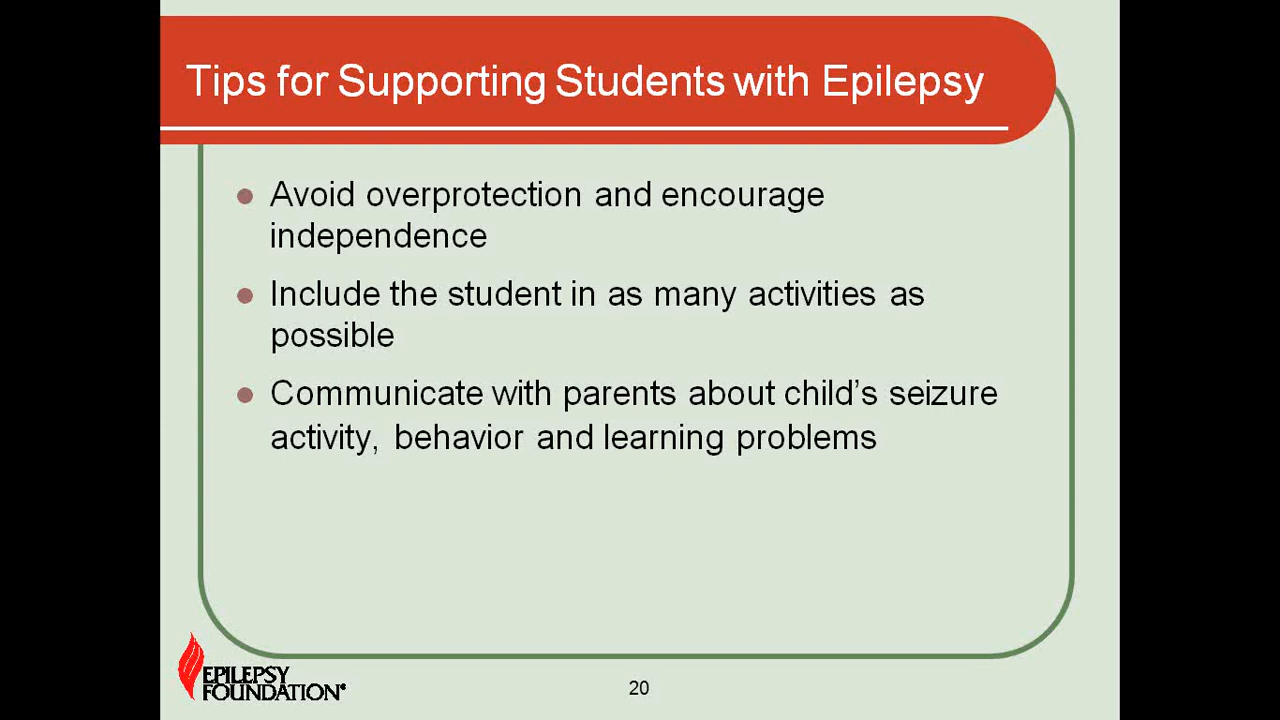 Tips for Supporting Students with Epilepsy
Avoid overprotection and encourage
independence
Include the student in as many activities as
possible
Communicate with parents about child's seizure
activity, behavior and learning problems
EPILEPSY
FOUNDATION®
20